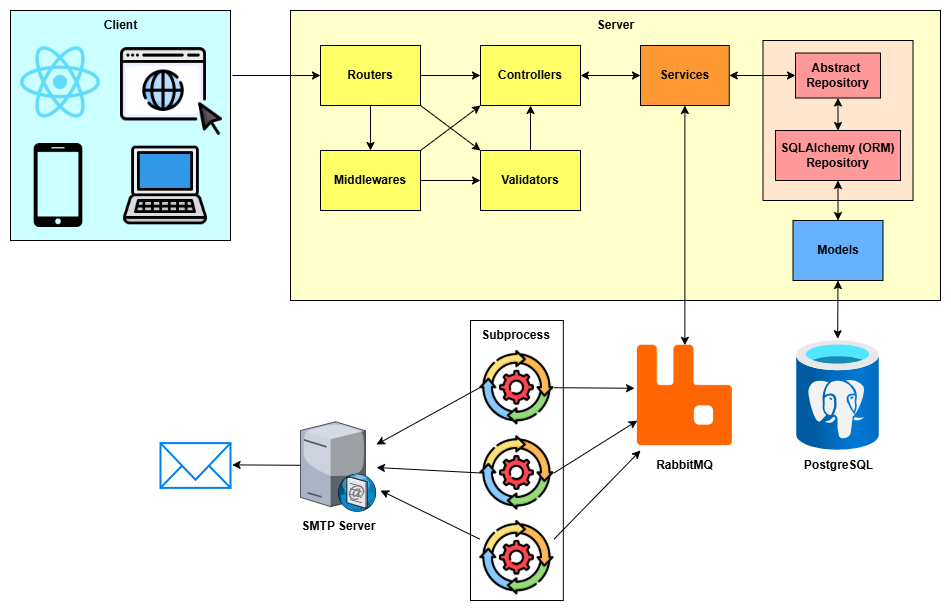 Client
Server
Routers
Controllers
Services
Abstract
Repository
SQLAlchemy (ORM)
Repository
Middlewares
Validators
Models
Subprocess
RabbitMQ
PostgreSQL
SMTP Server